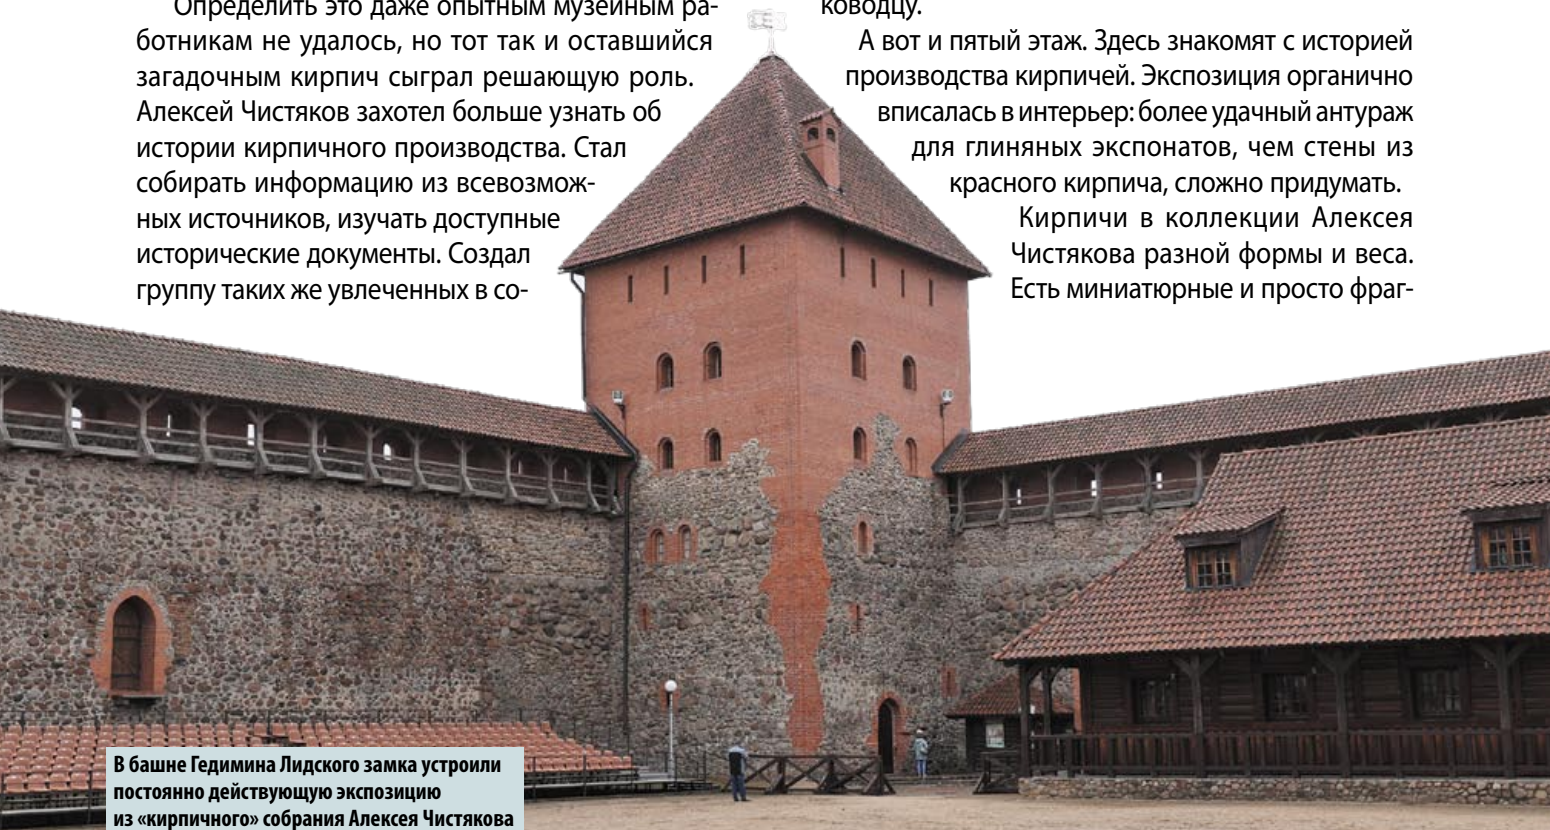 Определить это даже опытным музейным ра-
ботникам не удалось, но тот так и оставшийся
загадочным кирпич сыграл решающую роль.
Алексей Чистяков захотел больше узнать об
истории кирпичного производства. Стал
собирать информацию из всевозмож-
ных источников, изучать доступные
исторические документы. Создал
группу таких же увлеченных в со-
ководцу.
А вот и пятый этаж. Здесь знакомят с историей
производства кирпичей. Экспозиция органично
вписалась в интерьер: более удачный антураж
для глиняных экспонатов, чем стены из
красного кирпича, сложно придумать.
Кирпичи в коллекции Алексея
Чистякова разной формы и веса.
Есть миниатюрные и просто фраг-
В башне Гедимина Лидского замка устроили
постоянно действующую экспозицию
из «кирпичного» собрания Алексея Чистякова